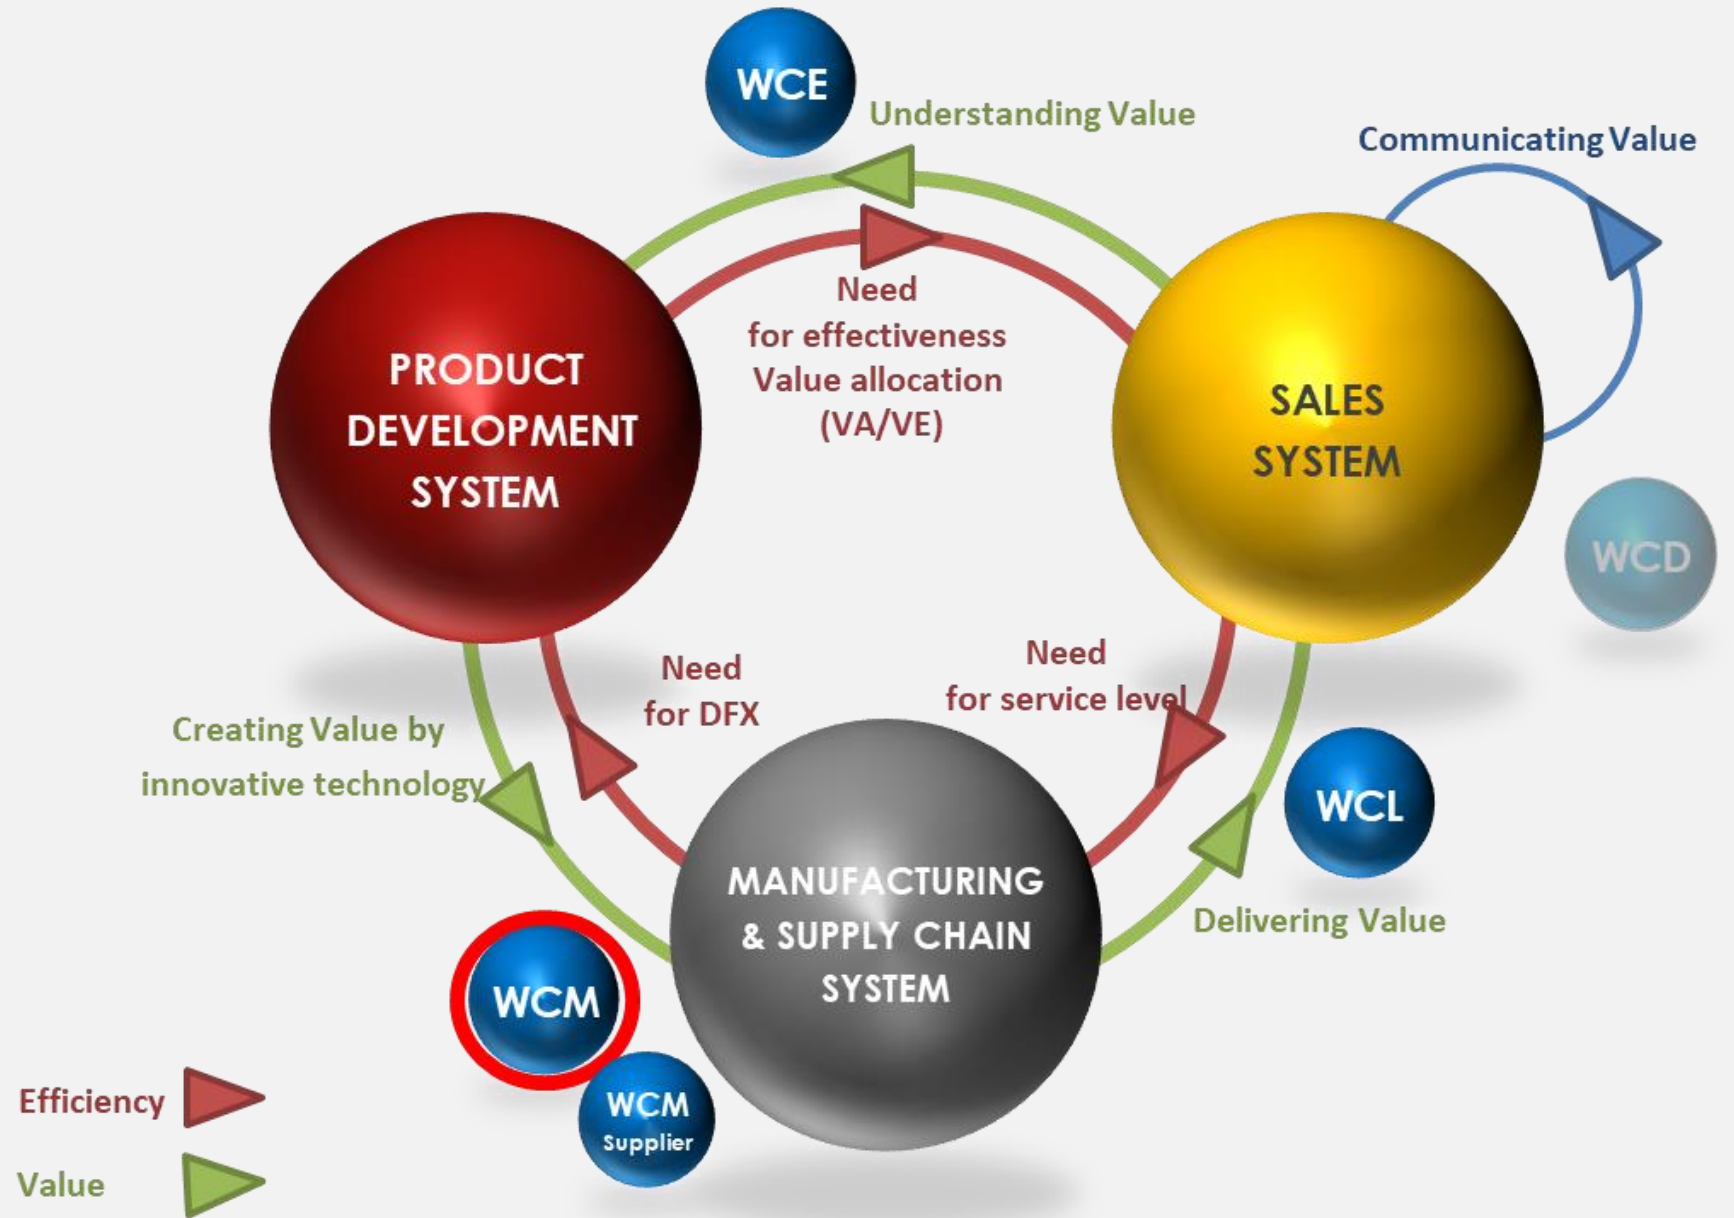 WCE
Understanding Value
Communicating Value
Need
for effectiveness
Value allocation
(VA/VE)
PRODUCT
DEVELOPMENT
SYSTEM
SALES
SYSTEM
WCD
Need
for DFX
Need
for service level
Creating Value by
innovative technology
WCL
MANUFACTURING
& SUPPLY CHAIN
SYSTEM
Delivering Value
WCM
WCM
Supplier
Efficiency
Value